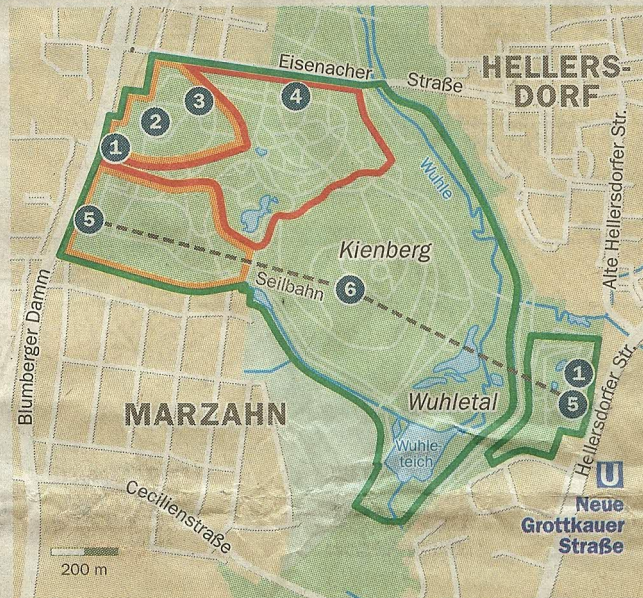 Eisenacher Straße
HELLERS-
DORF
Alte Hellersdorfer Str.
Wuhle
1
2
3
4
5
Kienberg
Seilbahn
6
Blumberger Damm
MARZAHN
Wuhletal
1
5
Hellersdorfer Str.
Wuhle-
teich
U
Neue
Grottkauer
Straße
Cecilienstraße
200 m